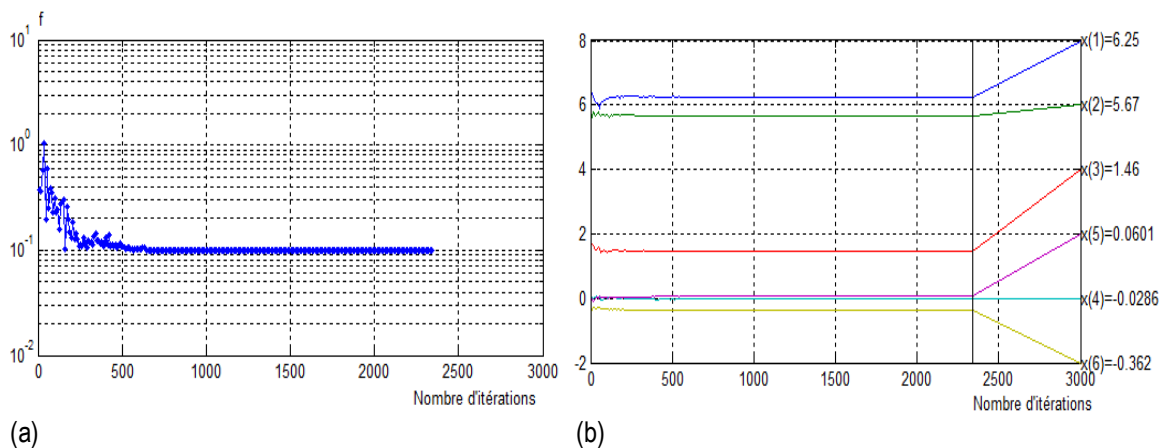 f
10^1
10^0
10^-1
10^-2
0 500 1000 1500 2000 2500 3000
Nombre d'itérations
(a)
8
6
4
2
0
-2
0 500 1000 1500 2000 2500 3000
Nombre d'itérations
x(1)=6.25
x(2)=5.67
x(3)=1.46
x(5)=0.0601
x(4)=-0.0286
x(6)=-0.362
(b)